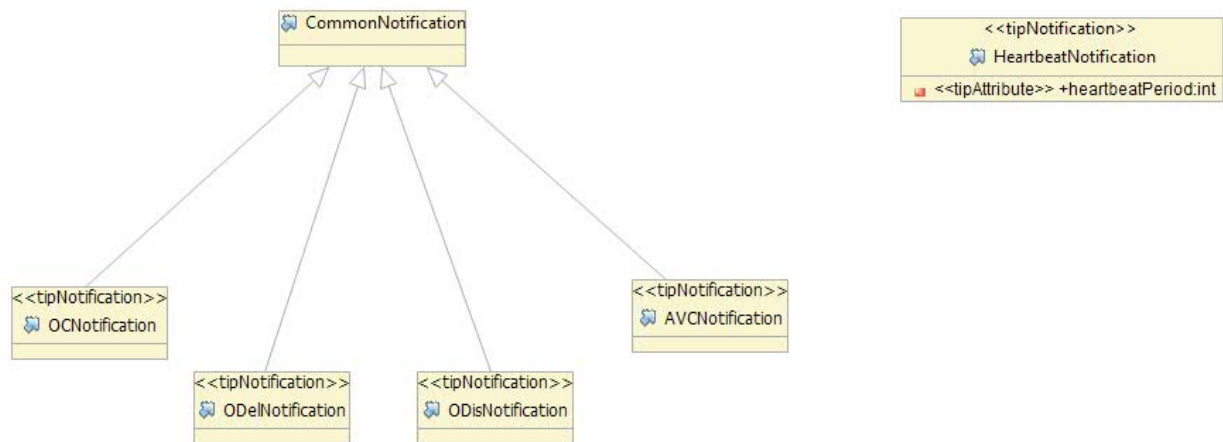 CommonNotification
<<tipNotification>>
HeartbeatNotification
<<tipAttribute>> +heartbeatPeriod:int
<<tipNotification>>
OCNotification
<<tipNotification>>
AVCNotification
<<tipNotification>>
ODelNotification
<<tipNotification>>
ODisNotification